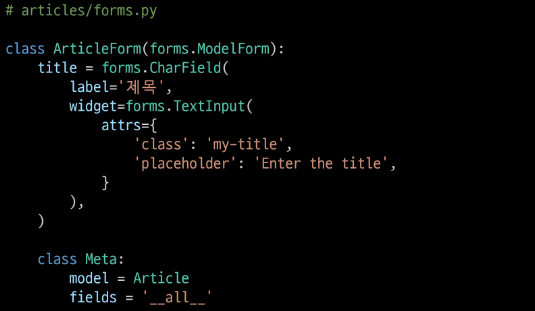 # articles/forms.py
class ArticleForm(forms.ModelForm):
    title = forms.CharField(
        label='제목',
        widget=forms.TextInput(
            attrs={
                'class': 'my-title',
                'placeholder': 'Enter the title',
            }
        ),
    )
    class Meta:
        model = Article
        fields = '__all__'